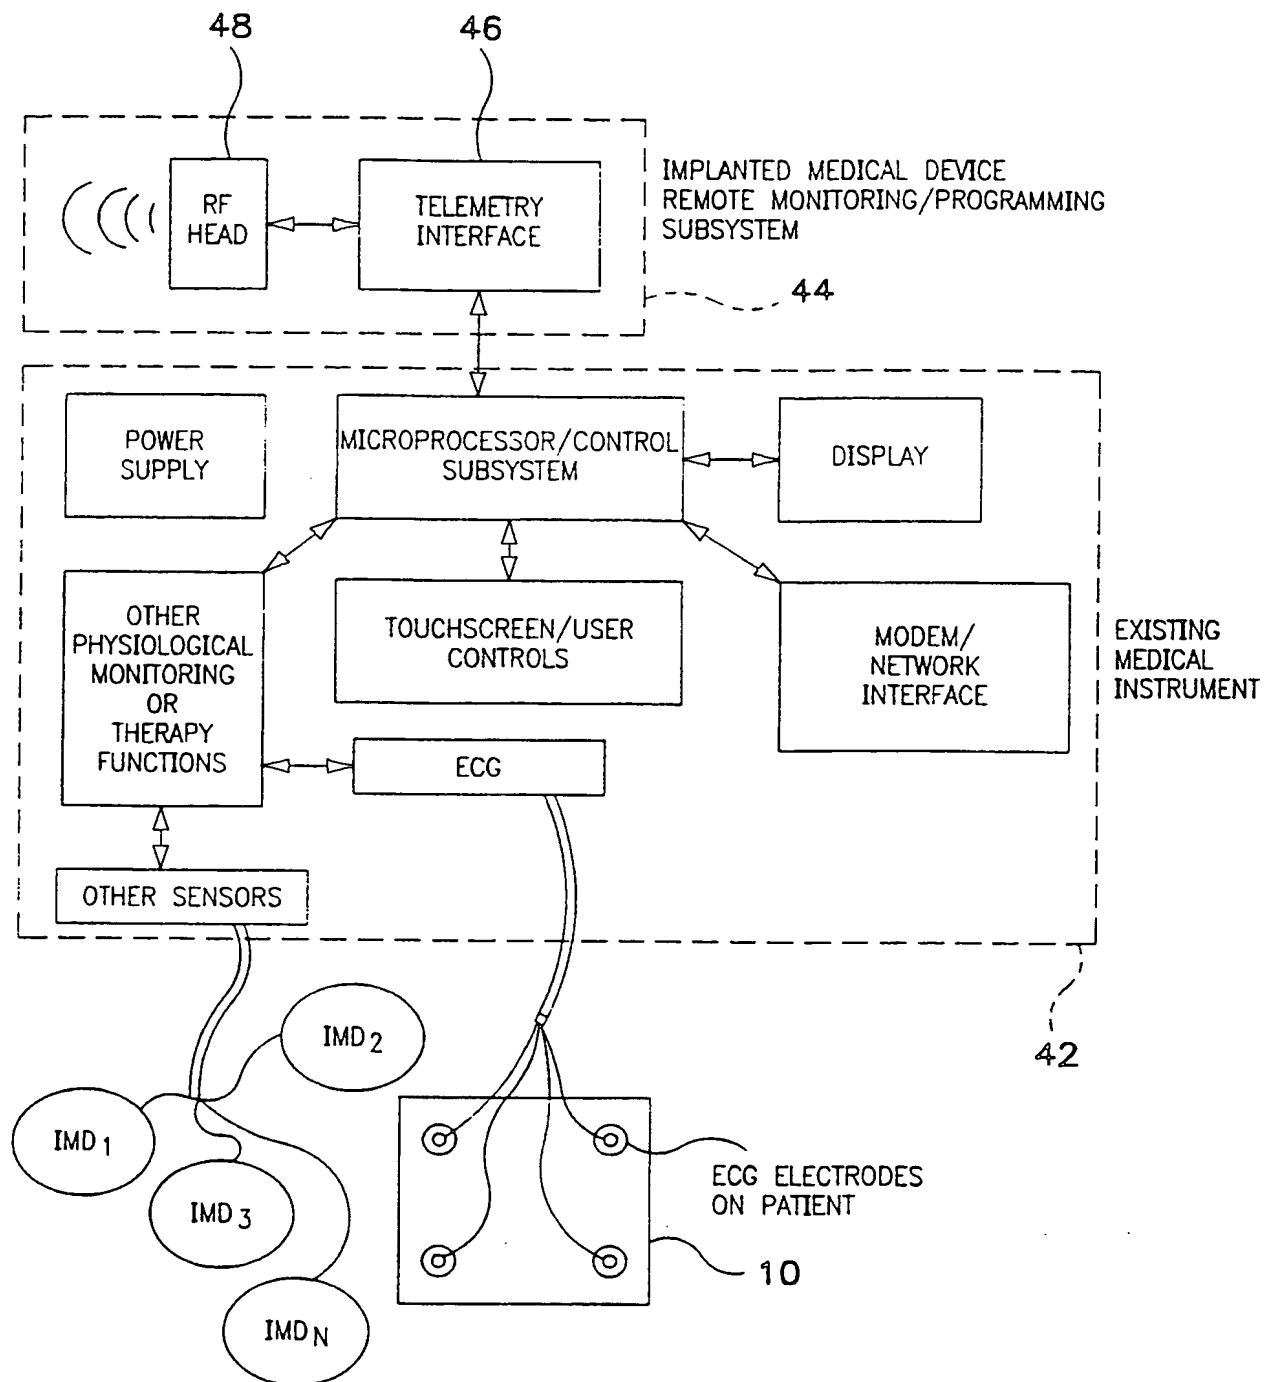 48
46
RF
HEAD
TELEMETRY
INTERFACE
IMPLANTED MEDICAL DEVICE
REMOTE MONITORING/PROGRAMMING
SUBSYSTEM
44
POWER
SUPPLY
MICROPROCESSOR/CONTROL
SUBSYSTEM
DISPLAY
OTHER
PHYSIOLOGICAL
MONITORING
OR
THERAPY
FUNCTIONS
TOUCHSCREEN/USER
CONTROLS
MODEM/
NETWORK
INTERFACE
EXISTING
MEDICAL
INSTRUMENT
ECG
OTHER SENSORS
42
IMD2
IMD1
IMD3
IMDN
ECG ELECTRODES
ON PATIENT
10